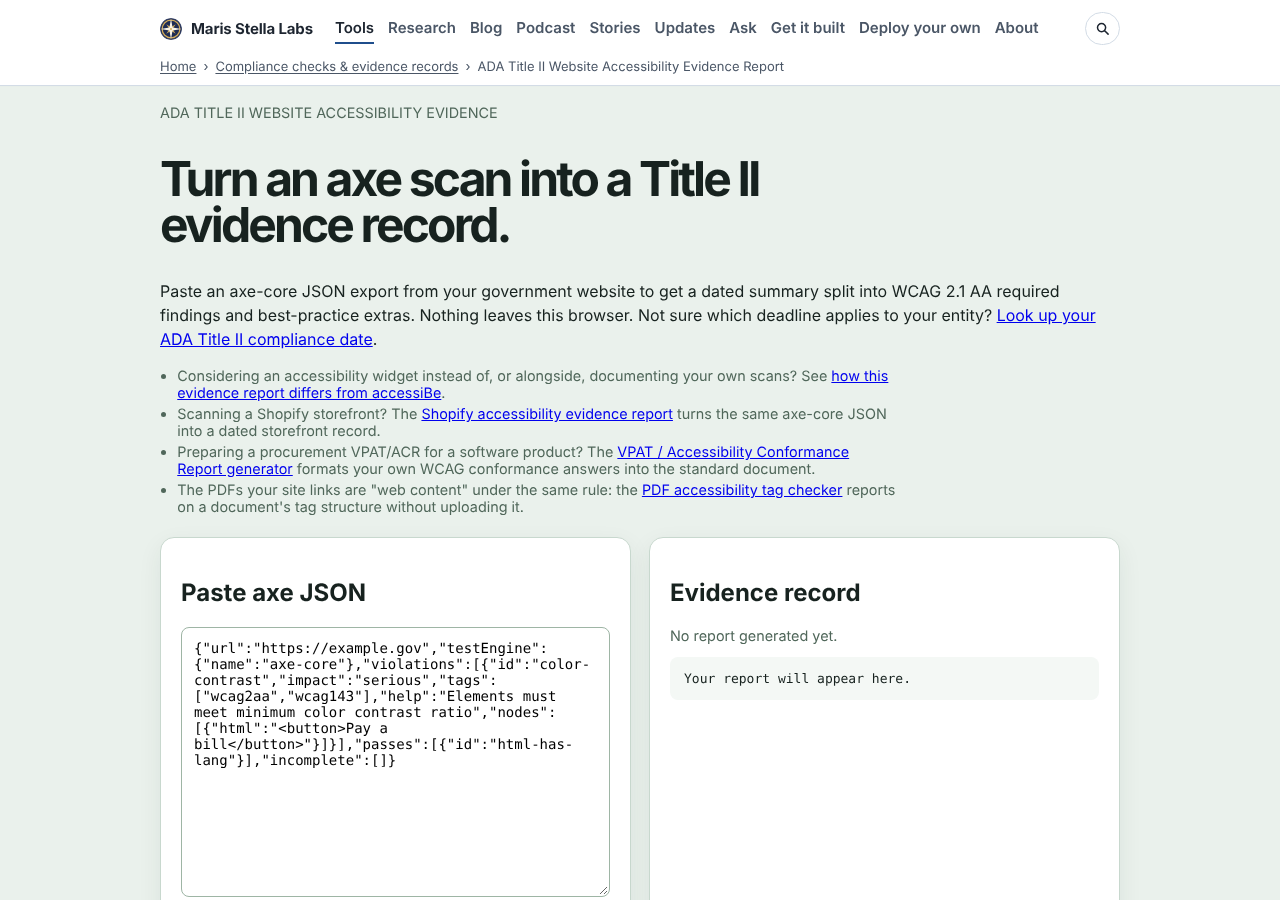 Maris Stella Labs Tools Research Blog Podcast Stories Updates Ask Get it built Deploy your own About
Home › Compliance checks & evidence records › ADA Title II Website Accessibility Evidence Report
ADA TITLE II WEBSITE ACCESSIBILITY EVIDENCE
Turn an axe scan into a Title II
evidence record.
Paste an axe-core JSON export from your government website to get a dated summary split into WCAG 2.1 AA required
findings and best-practice extras. Nothing leaves this browser. Not sure which deadline applies to your entity? Look up your
ADA Title II compliance date.
• Considering an accessibility widget instead of, or alongside, documenting your own scans? See how this
evidence report differs from accessiBe.
• Scanning a Shopify storefront? The Shopify accessibility evidence report turns the same axe-core JSON
into a dated storefront record.
• Preparing a procurement VPAT/ACR for a software product? The VPAT / Accessibility Conformance
Report generator formats your own WCAG conformance answers into the standard document.
• The PDFs your site links are "web content" under the same rule: the PDF accessibility tag checker reports
on a document's tag structure without uploading it.
Paste axe JSON
{"url":"https://example.gov","testEngine":
{"name":"axe-core"},"violations":[{"id":"color-
contrast","impact":"serious","tags":
["wcag2aa","wcag143"],"help":"Elements must
meet minimum color contrast ratio","nodes":
[{"html":"<button>Pay a
bill</button>"}]}],"passes":[{"id":"html-has-
lang"}],"incomplete":[]}
Evidence record
No report generated yet.
Your report will appear here.